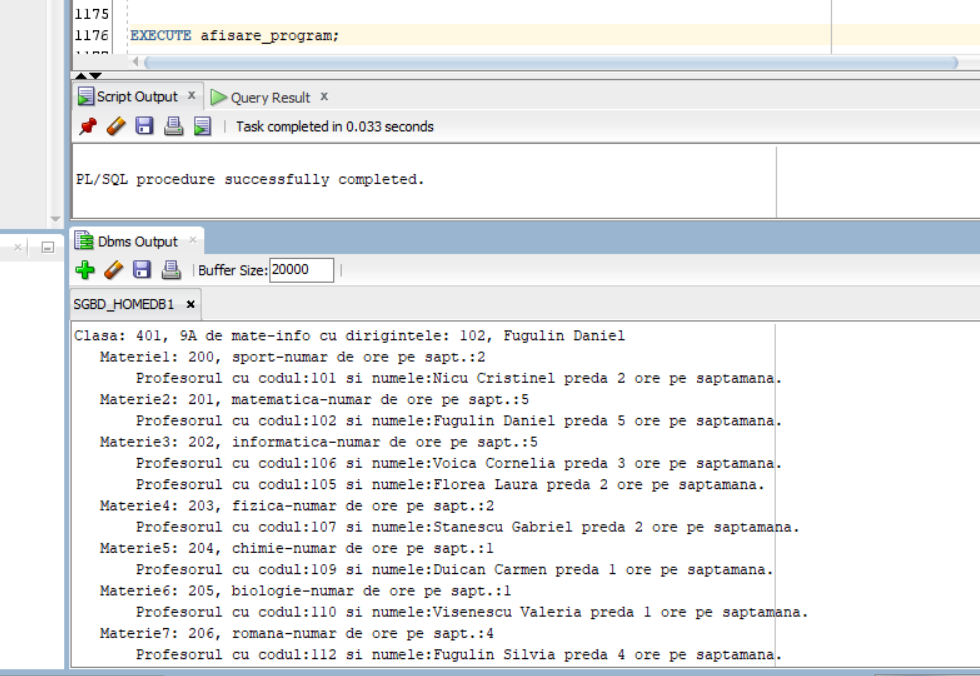 1175
1176 EXECUTE afisare_program;
Script Output x Query Result x
Task completed in 0.033 seconds
PL/SQL procedure successfully completed.
Dbms Output x
Buffer Size: 20000
SGBD_HOMEDB1 x
Clasa: 401, 9A de mate-info cu dirigintele: 102, Fugulin Daniel
Materie1: 200, sport-numar de ore pe sapt.:2
Profesorul cu codul:101 si numele:Nicu Cristinel preda 2 ore pe saptamana.
Materie2: 201, matematica-numar de ore pe sapt.:5
Profesorul cu codul:102 si numele:Fugulin Daniel preda 5 ore pe saptamana.
Materie3: 202, informatica-numar de ore pe sapt.:5
Profesorul cu codul:106 si numele:Voica Cornelia preda 3 ore pe saptamana.
Profesorul cu codul:105 si numele:Florea Laura preda 2 ore pe saptamana.
Materie4: 203, fizica-numar de ore pe sapt.:2
Profesorul cu codul:107 si numele:Stanescu Gabriel preda 2 ore pe saptamana.
Materie5: 204, chimie-numar de ore pe sapt.:1
Profesorul cu codul:109 si numele:Duican Carmen preda 1 ore pe saptamana.
Materie6: 205, biologie-numar de ore pe sapt.:1
Profesorul cu codul:110 si numele:Visenescu Valeria preda 1 ore pe saptamana.
Materie7: 206, romana-numar de ore pe sapt.:4
Profesorul cu codul:112 si numele:Fugulin Silvia preda 4 ore pe saptamana.